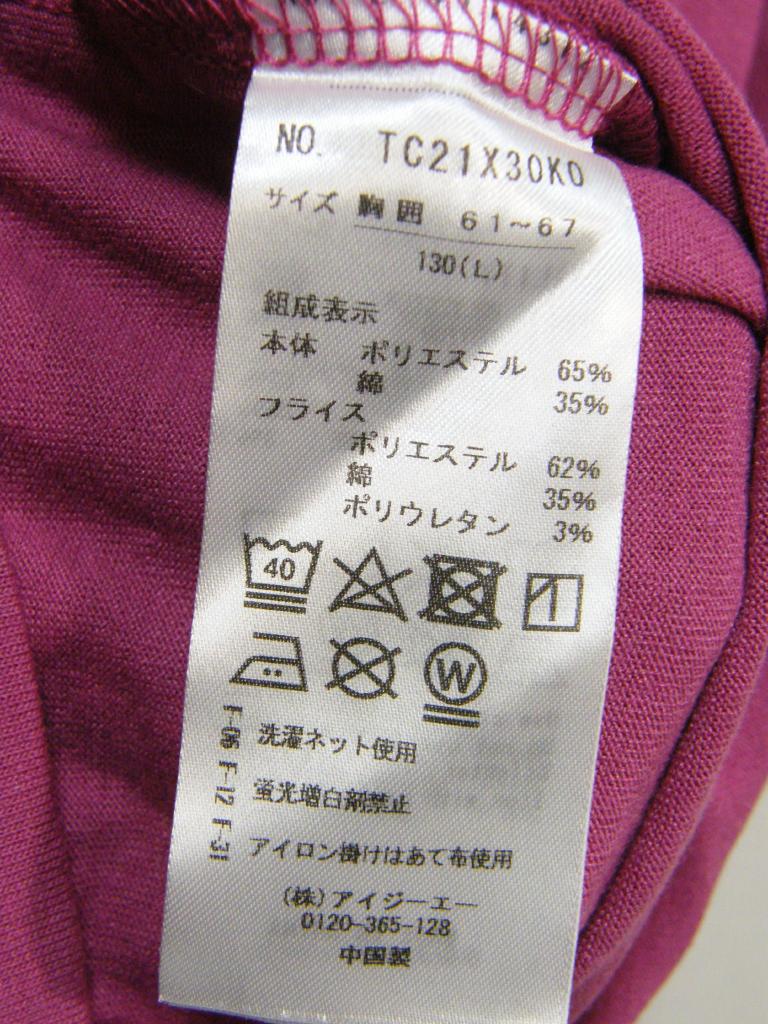 NO. TC21X30K0
サイズ 胸囲 61～67
130(L)
組成表示
本体 ポリエステル 65%
綿 35%
フライス
ポリエステル 62%
綿 35%
ポリウレタン 3%
40
W
F-06 洗濯ネット使用
F-12 蛍光増白剤禁止
F-31 アイロン掛けはあて布使用
(株)アイジーエー
0120-365-128
中国製